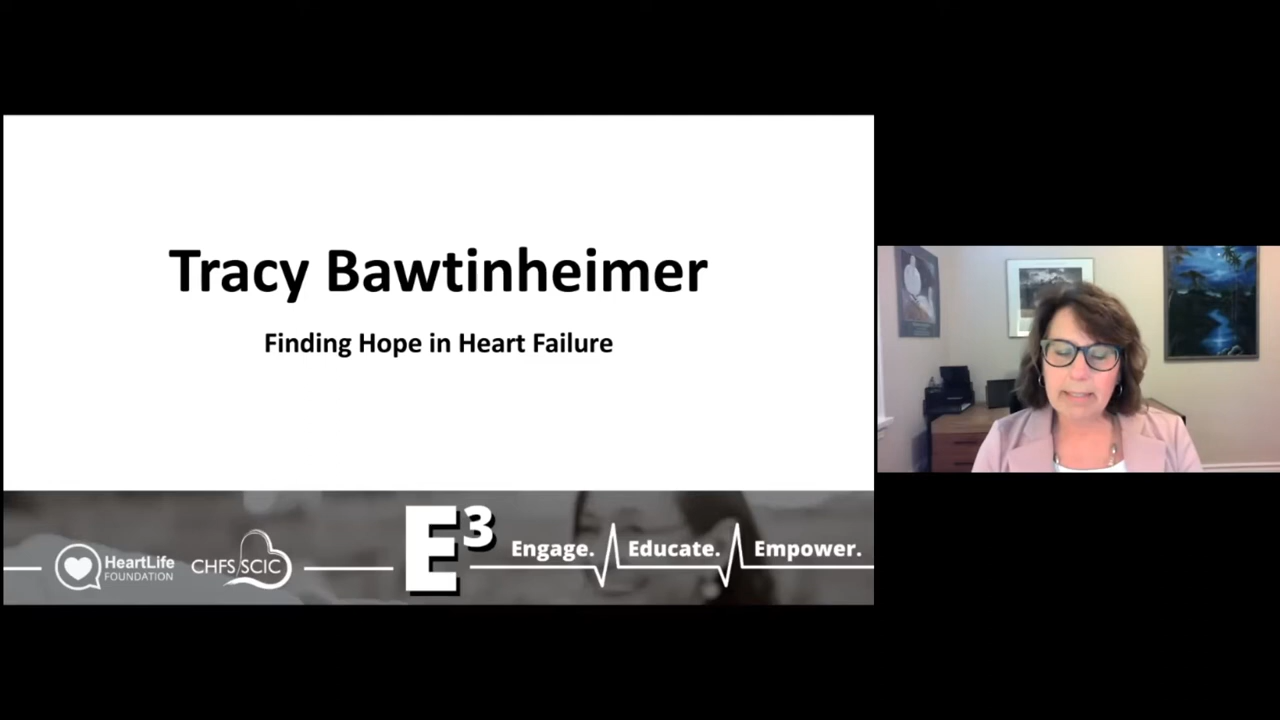 Tracy Bawtinheimer
Finding Hope in Heart Failure
HeartLife
FOUNDATION
CHFS/SCIC
E³
Engage. Educate. Empower.